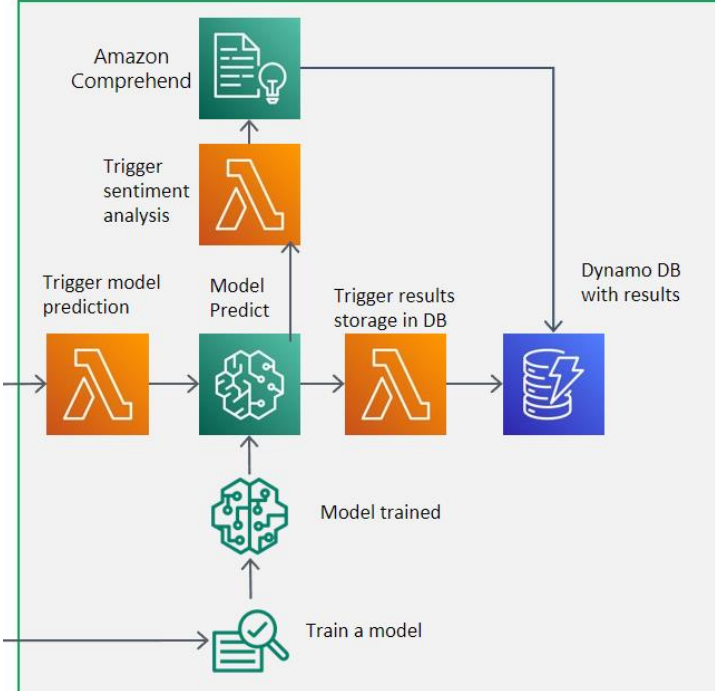 Amazon
Comprehend
Trigger
sentiment
analysis
Trigger model
prediction
Model
Predict
Trigger results
storage in DB
Dynamo DB
with results
Model trained
Train a model